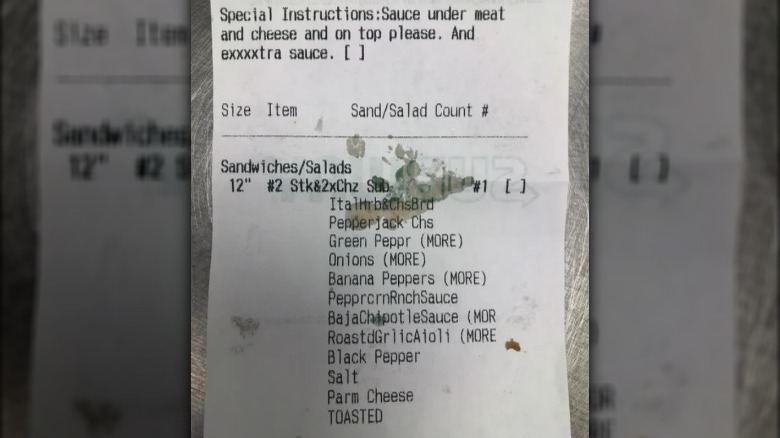 Special Instructions:Sauce under meat
and cheese and on top please. And
exxxxtra sauce. [ ]
Size Item Sand/Salad Count #
Sandwiches/Salads
12" #2 Stk&2xChz Sub #1 [ ]
ItalHrb&ChsBrd
Pepperjack Chs
Green Peppr (MORE)
Onions (MORE)
Banana Peppers (MORE)
PepprcrnRnchSauce
BajaChipotleSauce (MOR
RoastdGrlicAioli (MORE
Black Pepper
Salt
Parm Cheese
TOASTED